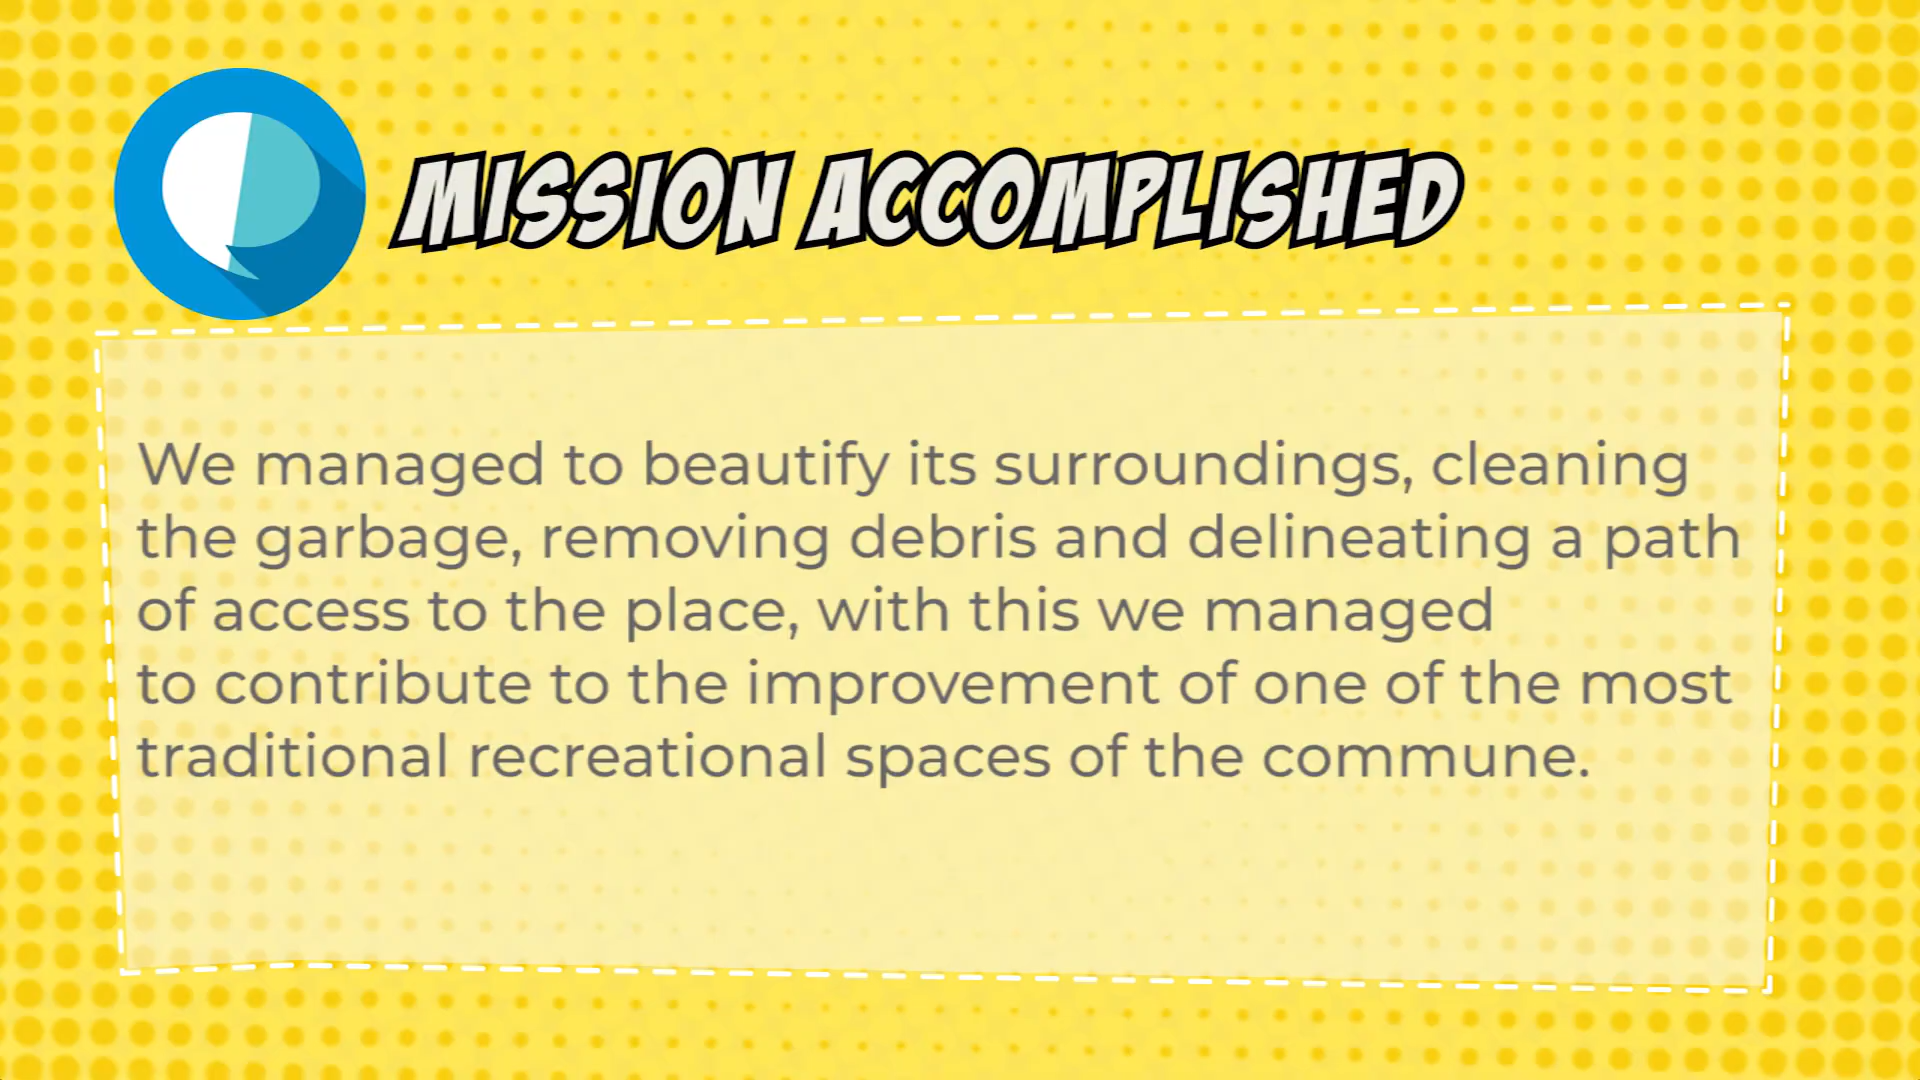 MISSION ACCOMPLISHED
We managed to beautify its surroundings, cleaning
the garbage, removing debris and delineating a path
of access to the place, with this we managed
to contribute to the improvement of one of the most
traditional recreational spaces of the commune.